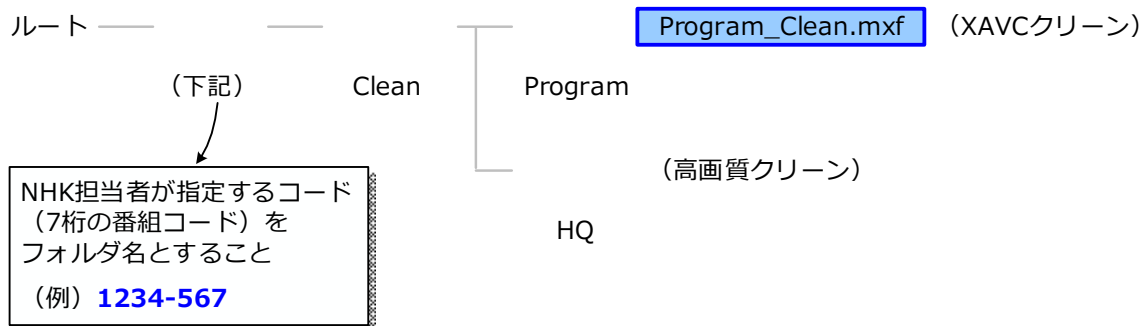 ルート
Program_Clean.mxf
（XAVCクリーン）
（下記）
Clean
Program
（高画質クリーン）
NHK担当者が指定するコード
（7桁の番組コード）を
フォルダ名とすること
（例）1234-567
HQ